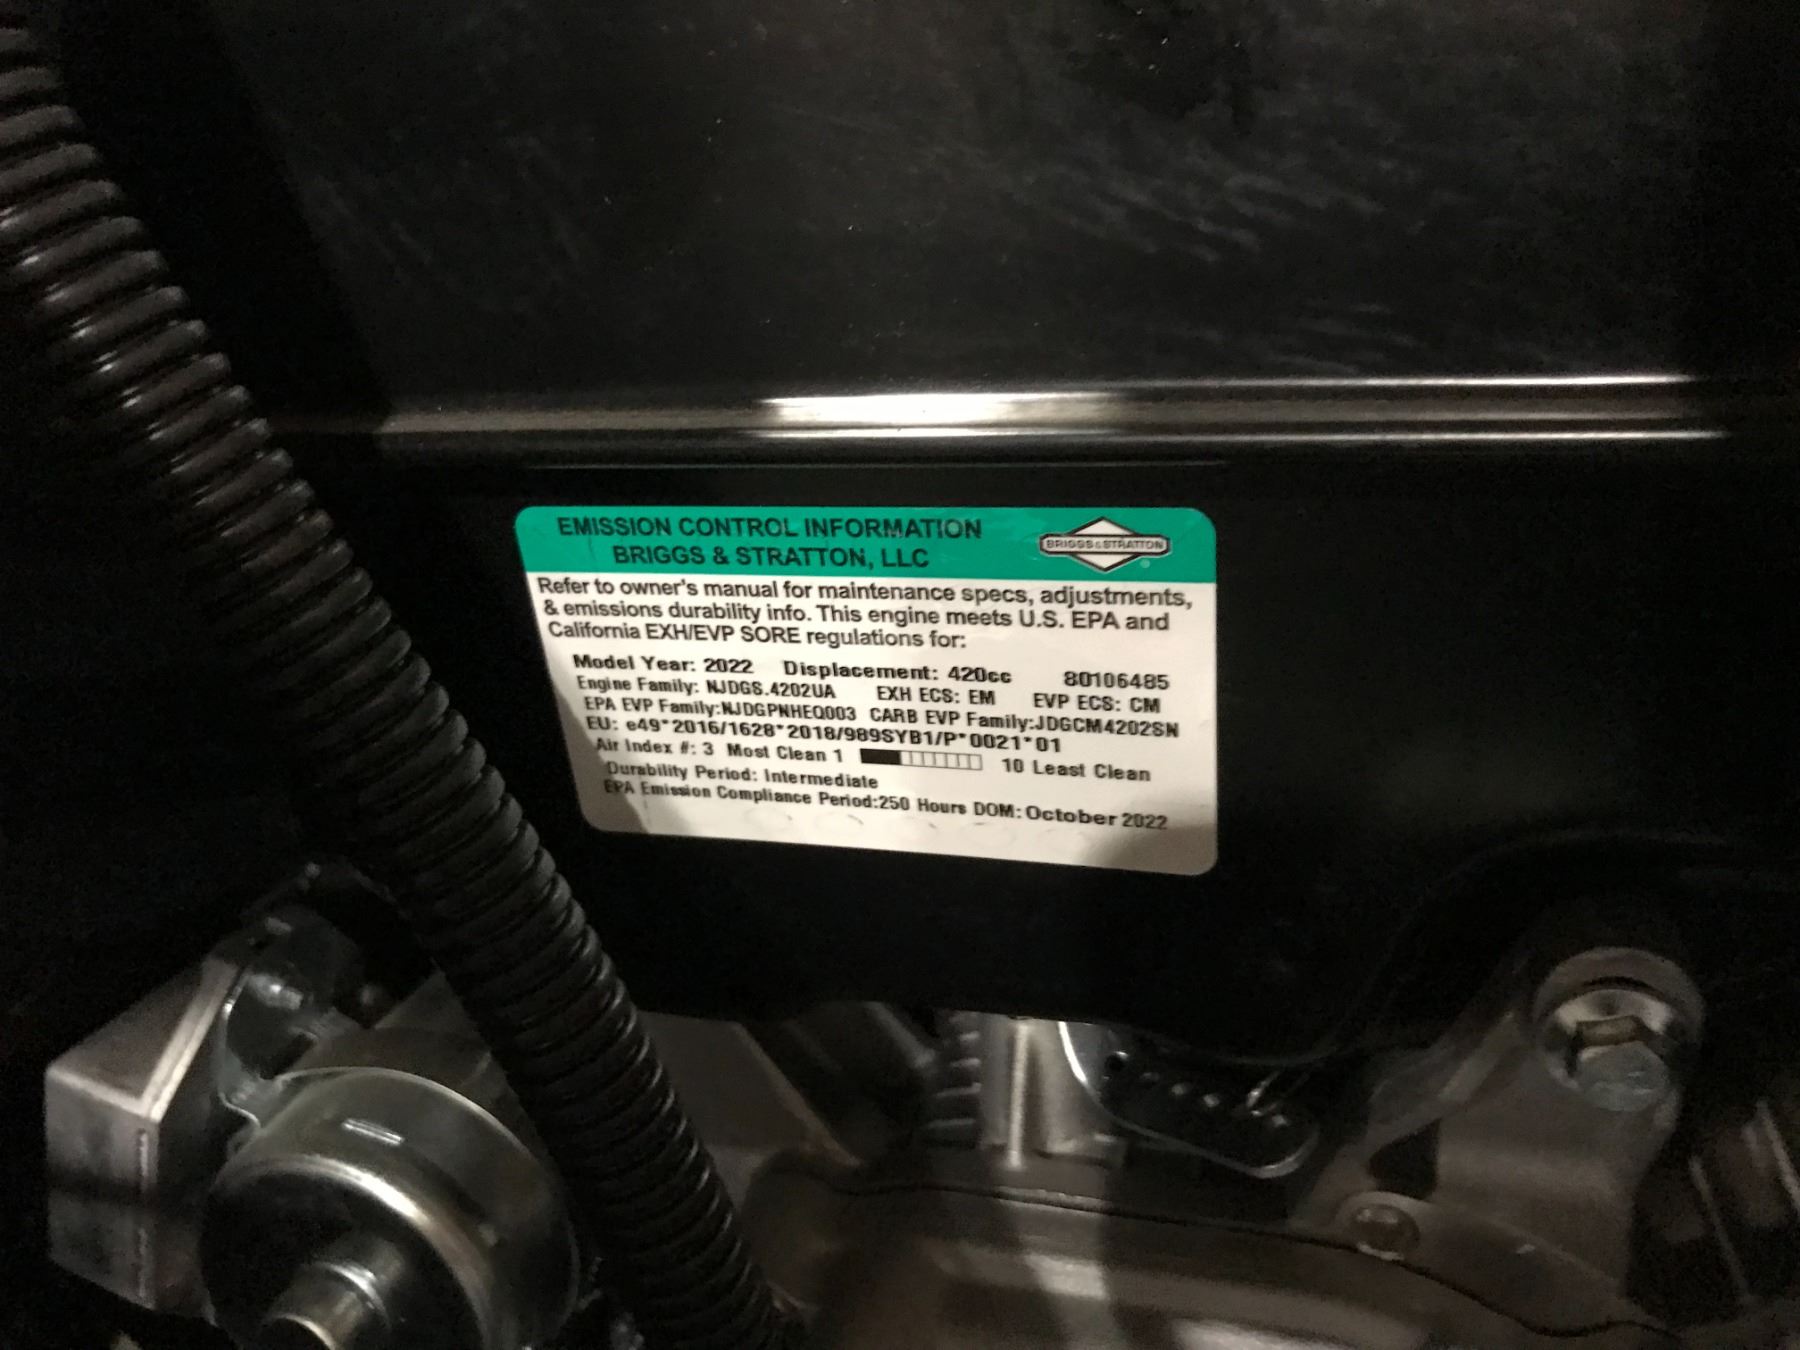 EMISSION CONTROL INFORMATION
BRIGGS & STRATTON, LLC
BRIGGS&STRATTON
Refer to owner's manual for maintenance specs, adjustments,
& emissions durability info. This engine meets U.S. EPA and
California EXH/EVP SORE regulations for:
Model Year: 2022 Displacement: 420cc 80106485
Engine Family: NJDGS.4202UA EXH ECS: EM EVP ECS: CM
EPA EVP Family:NJDGPNHEQ003 CARB EVP Family:JDGCM4202SN
EU: e49*2016/1628*2018/989SYB1/P*0021*01
Air Index #: 3 Most Clean 1 10 Least Clean
Durability Period: Intermediate
EPA Emission Compliance Period:250 Hours DOM: October 2022